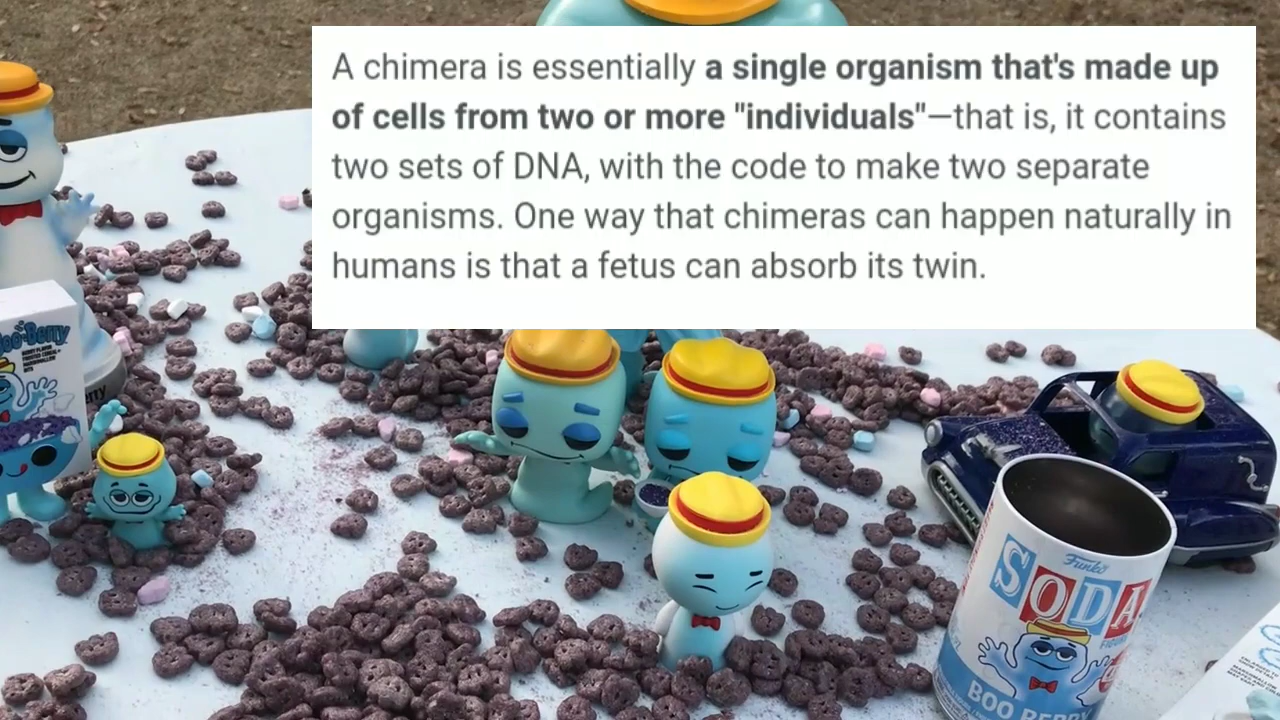 A chimera is essentially a single organism that's made up
of cells from two or more "individuals"—that is, it contains
two sets of DNA, with the code to make two separate
organisms. One way that chimeras can happen naturally in
humans is that a fetus can absorb its twin.
Boo-Berry
Funko
SODA
BOO BERRY